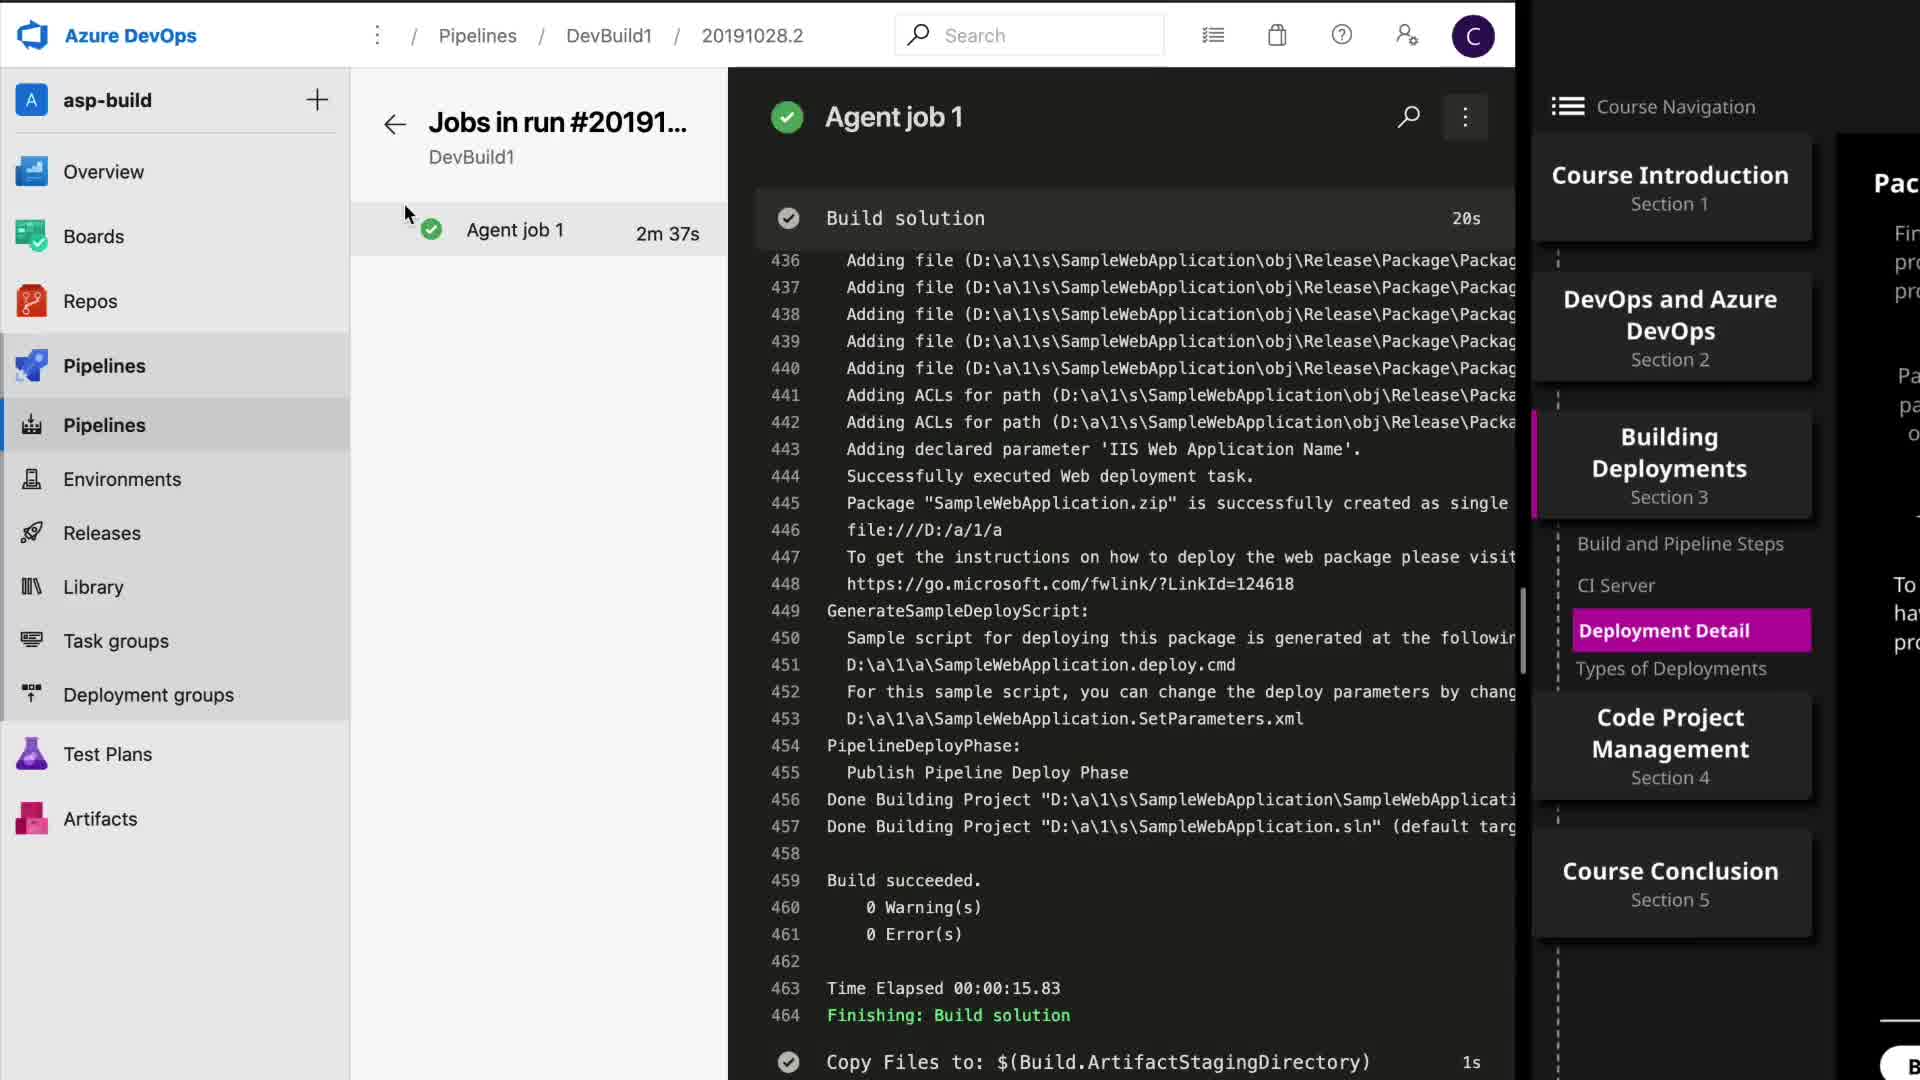 Azure DevOps
/ Pipelines / DevBuild1 / 20191028.2
Search
C
A
asp-build
Overview
Boards
Repos
Pipelines
Pipelines
Environments
Releases
Library
Task groups
Deployment groups
Test Plans
Artifacts
Jobs in run #20191...
DevBuild1
Agent job 1
2m 37s
Agent job 1
Build solution 20s
436 Adding file (D:\a\1\s\SampleWebApplication\obj\Release\Package\Packag
437 Adding file (D:\a\1\s\SampleWebApplication\obj\Release\Package\Packag
438 Adding file (D:\a\1\s\SampleWebApplication\obj\Release\Package\Packag
439 Adding file (D:\a\1\s\SampleWebApplication\obj\Release\Package\Packag
440 Adding file (D:\a\1\s\SampleWebApplication\obj\Release\Package\Packag
441 Adding ACLs for path (D:\a\1\s\SampleWebApplication\obj\Release\Packa
442 Adding ACLs for path (D:\a\1\s\SampleWebApplication\obj\Release\Packa
443 Adding declared parameter 'IIS Web Application Name'.
444 Successfully executed Web deployment task.
445 Package "SampleWebApplication.zip" is successfully created as single
446 file:///D:/a/1/a
447 To get the instructions on how to deploy the web package please visit
448 https://go.microsoft.com/fwlink/?LinkId=124618
449 GenerateSampleDeployScript:
450 Sample script for deploying this package is generated at the followin
451 D:\a\1\a\SampleWebApplication.deploy.cmd
452 For this sample script, you can change the deploy parameters by chang
453 D:\a\1\a\SampleWebApplication.SetParameters.xml
454 PipelineDeployPhase:
455 Publish Pipeline Deploy Phase
456 Done Building Project "D:\a\1\s\SampleWebApplication\SampleWebApplicati
457 Done Building Project "D:\a\1\s\SampleWebApplication.sln" (default targ
458
459 Build succeeded.
460 0 Warning(s)
461 0 Error(s)
462
463 Time Elapsed 00:00:15.83
464 Finishing: Build solution
Copy Files to: $(Build.ArtifactStagingDirectory) 1s
Course Navigation
Course Introduction
Section 1
DevOps and Azure
DevOps
Section 2
Building
Deployments
Section 3
Build and Pipeline Steps
CI Server
Deployment Detail
Types of Deployments
Code Project
Management
Section 4
Course Conclusion
Section 5
Pac
Fin
pro
pro
Pa
pa
o
To
ha
pro
B